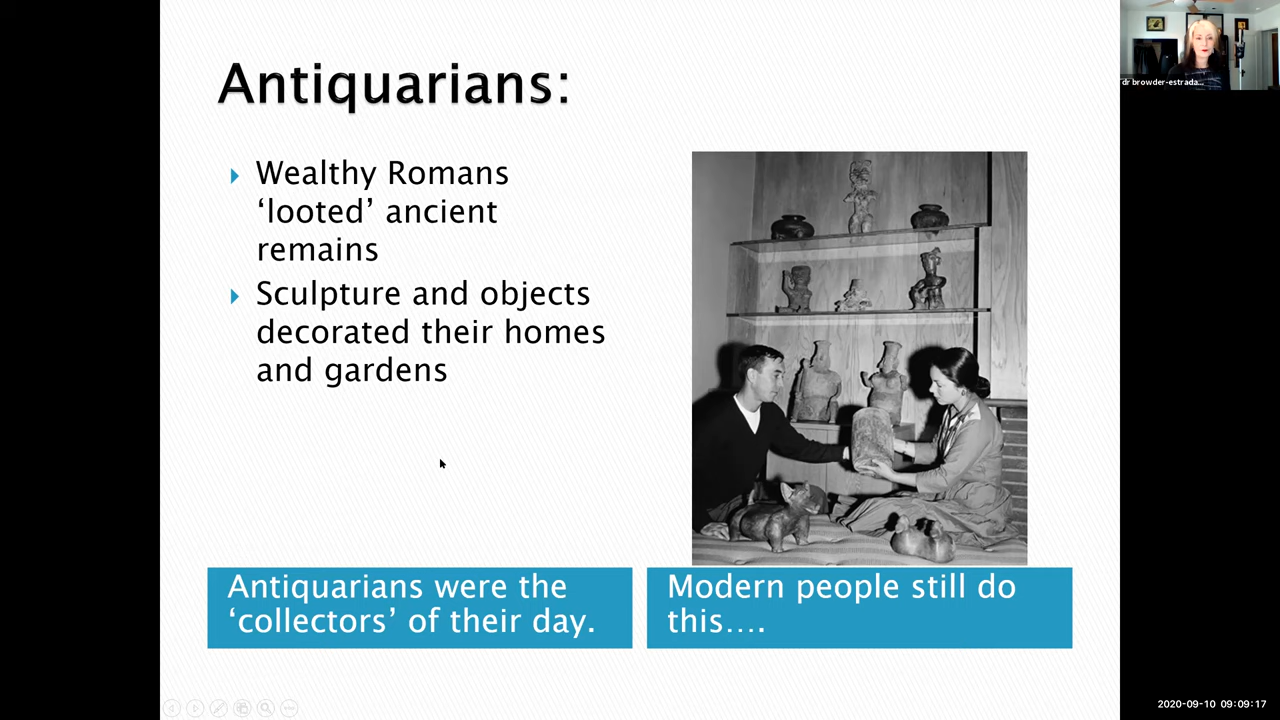 Antiquarians:
Wealthy Romans
‘looted’ ancient
remains
Sculpture and objects
decorated their homes
and gardens
Antiquarians were the
‘collectors’ of their day.
Modern people still do
this….
dr browder-estrada...
2020-09-10 09:09:17